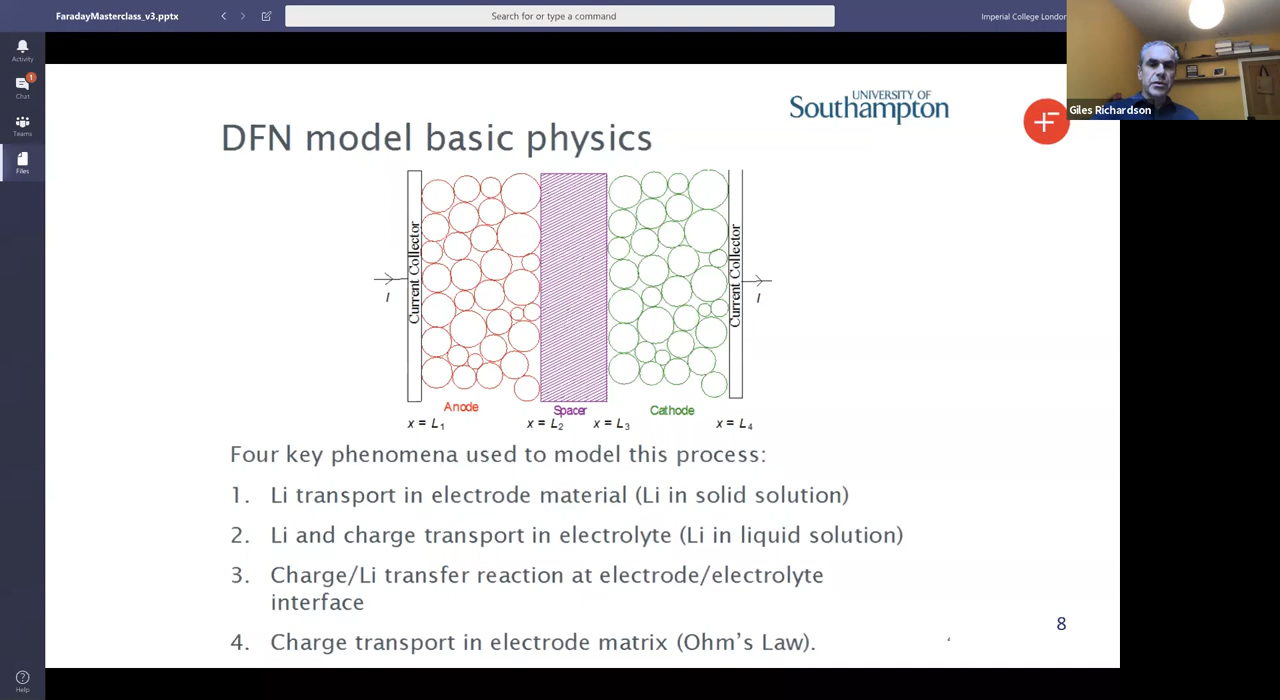 FaradayMasterclass_v3.pptx
Search for or type a command
Imperial College London
Activity
1
Chat
Teams
Files
Help
Giles Richardson
UNIVERSITY OF
Southampton
DFN model basic physics
Current Collector
Current Collector
I
I
Anode
Spacer
Cathode
x = L1
x = L2
x = L3
x = L4
Four key phenomena used to model this process:
1. Li transport in electrode material (Li in solid solution)
2. Li and charge transport in electrolyte (Li in liquid solution)
3. Charge/Li transfer reaction at electrode/electrolyte
interface
4. Charge transport in electrode matrix (Ohm's Law).
8